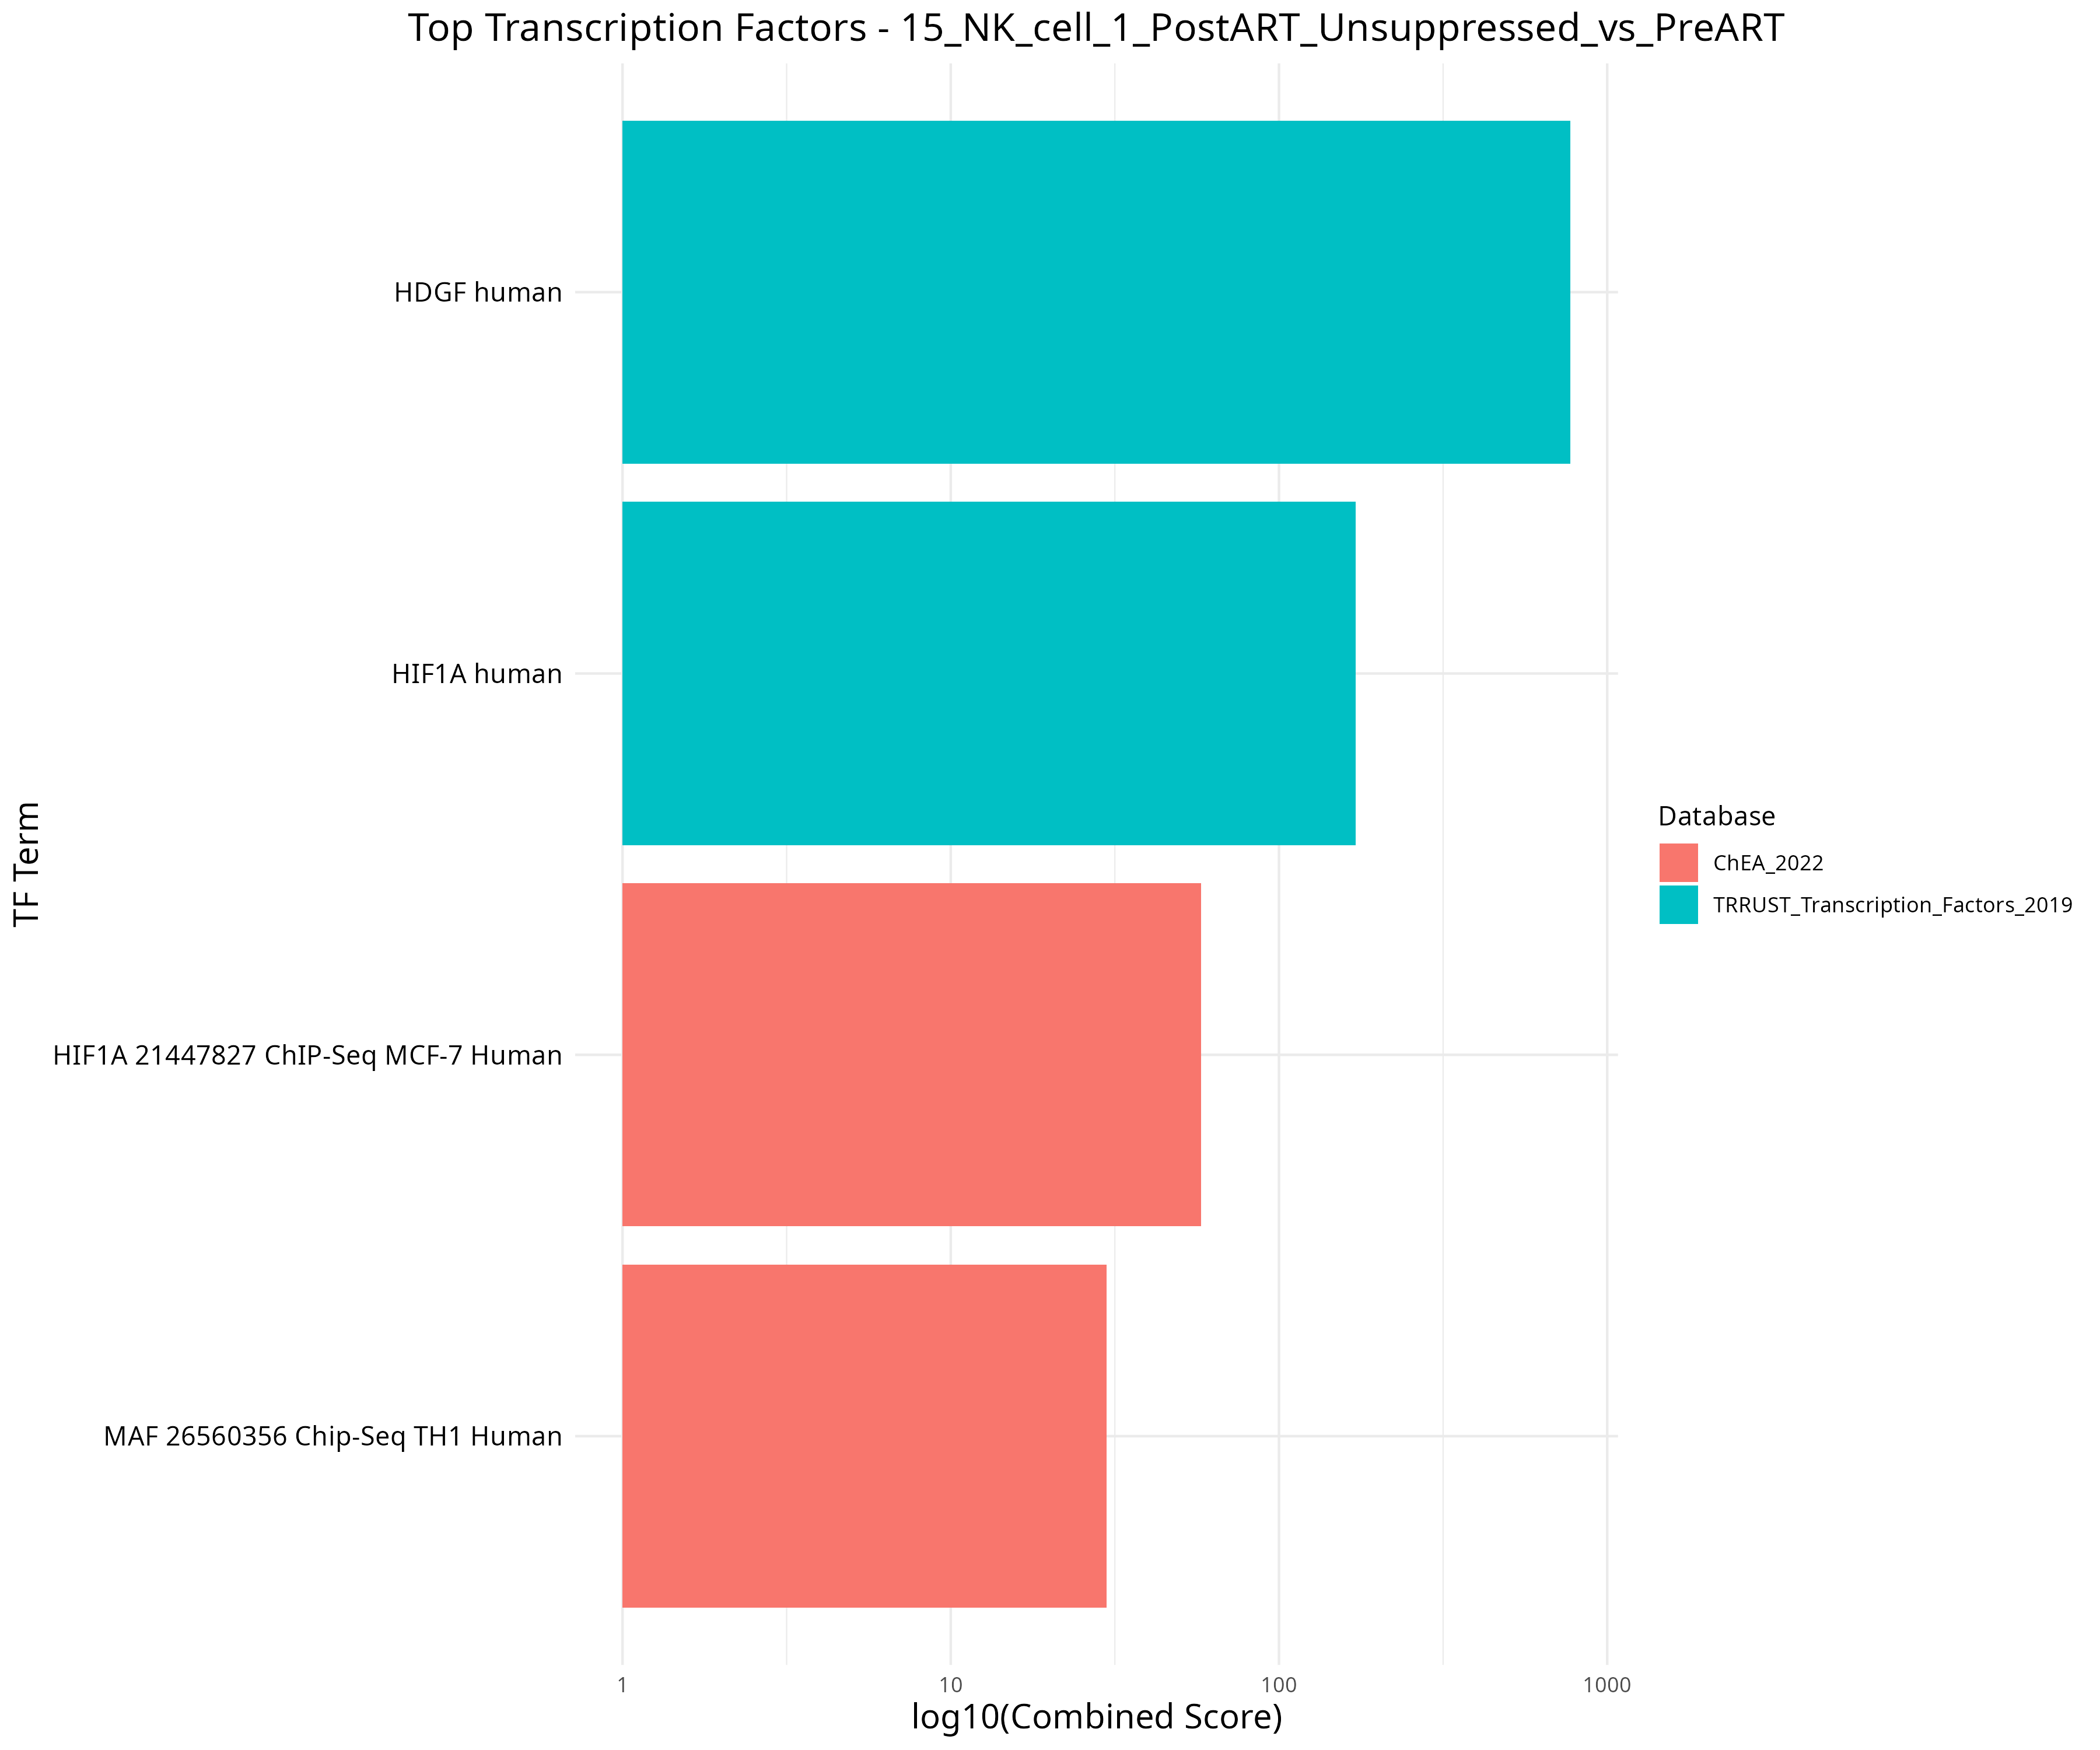 Top Transcription Factors - 15_NK_cell_1_PostART_Unsuppressed_vs_PreART
TF Term
HDGF human
HIF1A human
HIF1A 21447827 ChIP-Seq MCF-7 Human
MAF 26560356 Chip-Seq TH1 Human
1
10
100
1000
log10(Combined Score)
Database
ChEA_2022
TRRUST_Transcription_Factors_2019